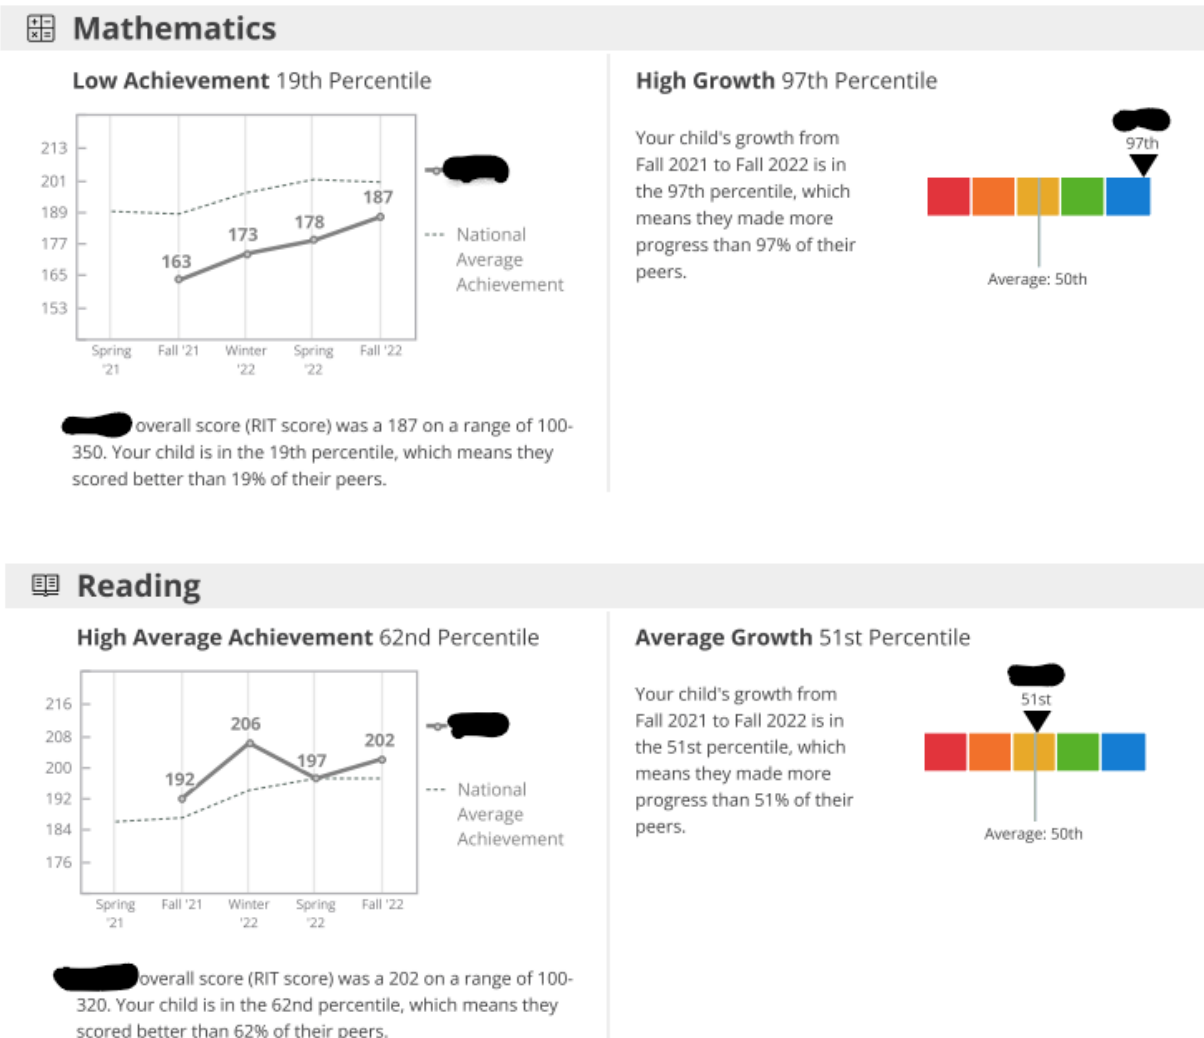 Mathematics
Low Achievement 19th Percentile
213
201
189
177
165
153
163
173
178
187
Spring '21
Fall '21
Winter '22
Spring '22
Fall '22
National
Average
Achievement
overall score (RIT score) was a 187 on a range of 100-
350. Your child is in the 19th percentile, which means they
scored better than 19% of their peers.
High Growth 97th Percentile
Your child's growth from
Fall 2021 to Fall 2022 is in
the 97th percentile, which
means they made more
progress than 97% of their
peers.
97th
Average: 50th
Reading
High Average Achievement 62nd Percentile
216
208
200
192
184
176
192
206
197
202
Spring '21
Fall '21
Winter '22
Spring '22
Fall '22
National
Average
Achievement
overall score (RIT score) was a 202 on a range of 100-
320. Your child is in the 62nd percentile, which means they
scored better than 62% of their peers.
Average Growth 51st Percentile
Your child's growth from
Fall 2021 to Fall 2022 is in
the 51st percentile, which
means they made more
progress than 51% of their
peers.
51st
Average: 50th